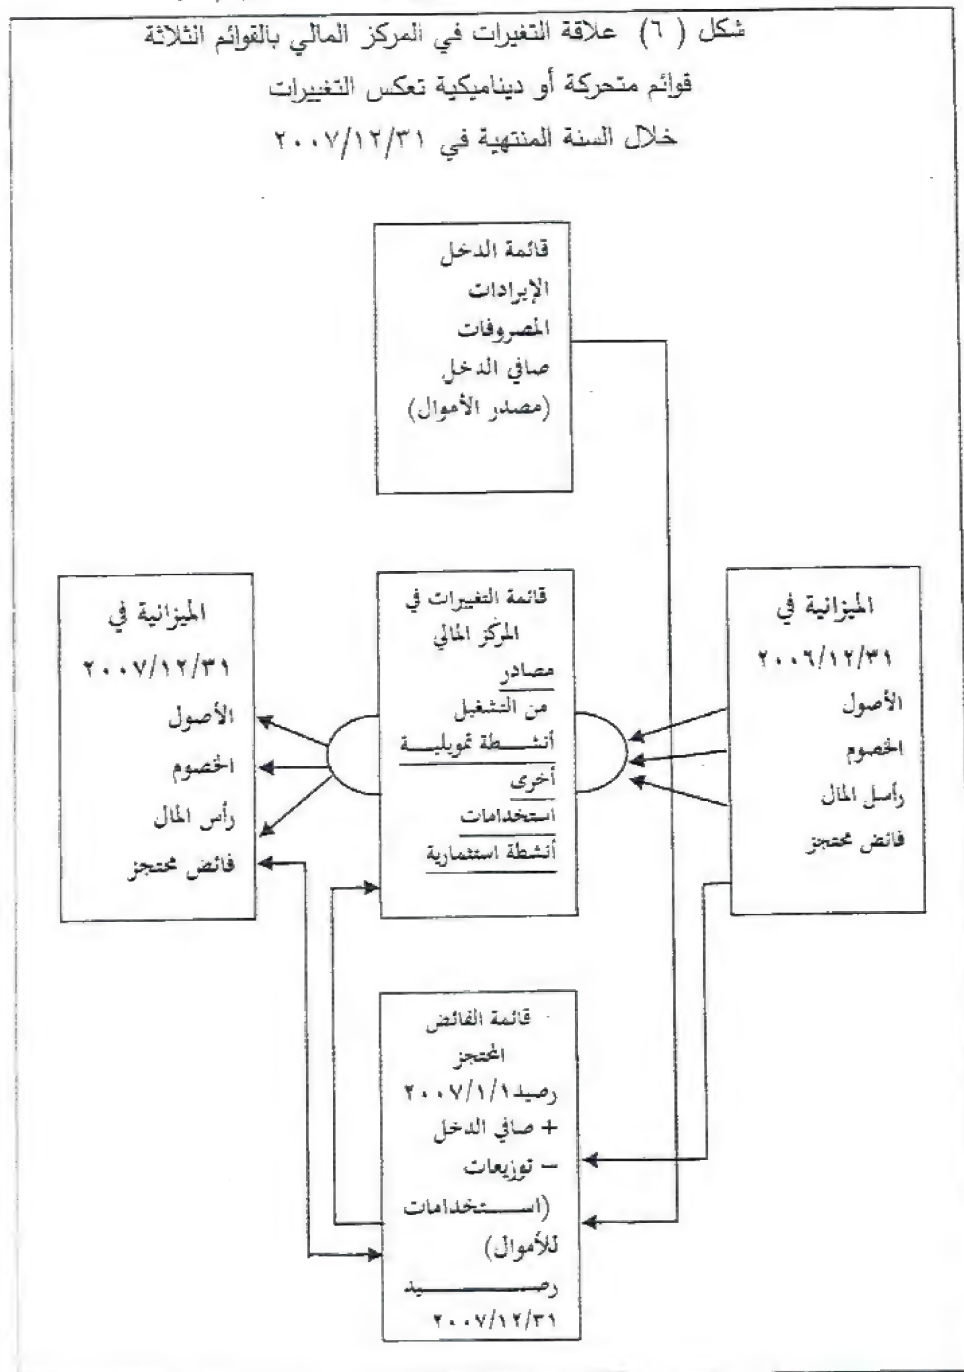 شكل ( ٦ ) علاقة التغيرات في المركز المالي بالقوائم الثلاثة
قوائم متحركة أو ديناميكية تعكس التغييرات
خلال السنة المنتهية في ٢٠٠٧/١٢/٣١
قائمة الدخل
الإيرادات
المصروفات
صافي الدخل
(مصدر الأموال)
الميزانية في
٢٠٠٦/١٢/٣١
الأصول
الخصوم
رأسل المال
فائض محتجز
قائمة التغييرات في
المركز المالي
مصادر
من التشغيل
أنشطة تمويلية
أخرى
استخدامات
أنشطة استثمارية
الميزانية في
٢٠٠٧/١٢/٣١
الأصول
الخصوم
رأس المال
فائض محتجز
قائمة الفائض
المحتجز
رصيد ٢٠٠٧/١/١
+ صافي الدخل
– توزيعات
(استخدامات
للأموال)
رصيد
٢٠٠٧/١٢/٣١